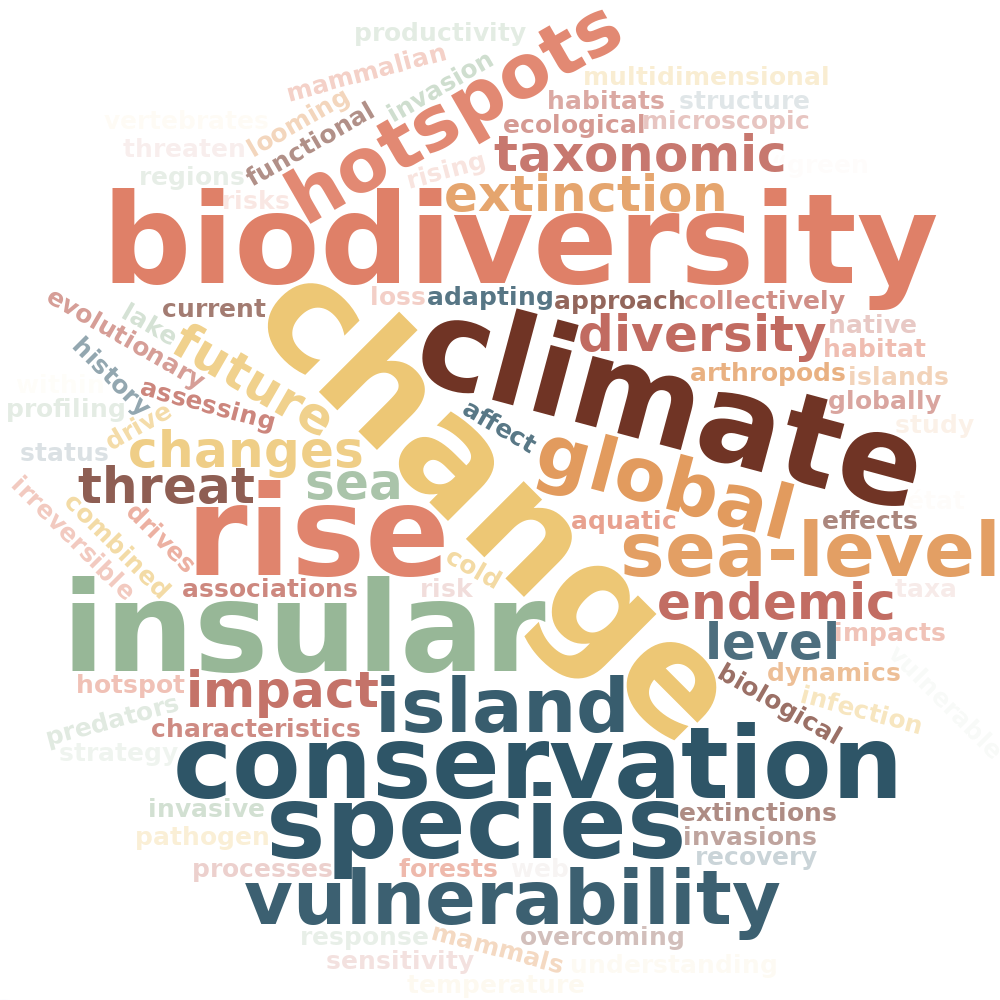 productivity
mammalian
invasion
hotspots
multidimensional
looming
functional
habitats
structure
vertebrates
ecological
microscopic
threaten
taxonomic
green
regions
rising
risks
extinction
biodiversity
evolutionary
current
loss
adapting
approach
collectively
lake
change
climate
diversity
native
history
future
habitat
within
assessing
arthropods
islands
profiling
drive
affect
globally
status
changes
global
study
threat
sea
irreversible
combined
drives
rise
aquatic
effects
sea-level
cold
associations
risk
taxa
insular
endemic
level
impacts
hotspot
impact
biological
dynamics
vulnerable
predators
island
infection
characteristics
strategy
conservation
invasive
species
extinctions
pathogen
invasions
processes
forests
web
recovery
vulnerability
response
mammals
overcoming
sensitivity
understanding
temperature